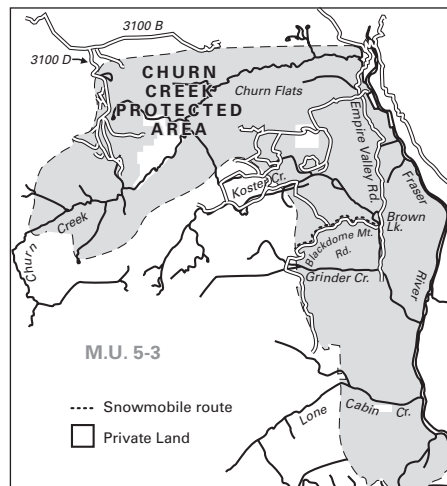 3100 B
3100 D
CHURN
CREEK
PROTECTED
AREA
Churn Flats
Empire Valley Rd.
Fraser
River
Koster Cr.
Brown
Lk.
Blackdome Mt.
Rd.
Grinder Cr.
Churn
Creek
M.U. 5-3
Snowmobile route
Private Land
Lone
Cabin
Cr.